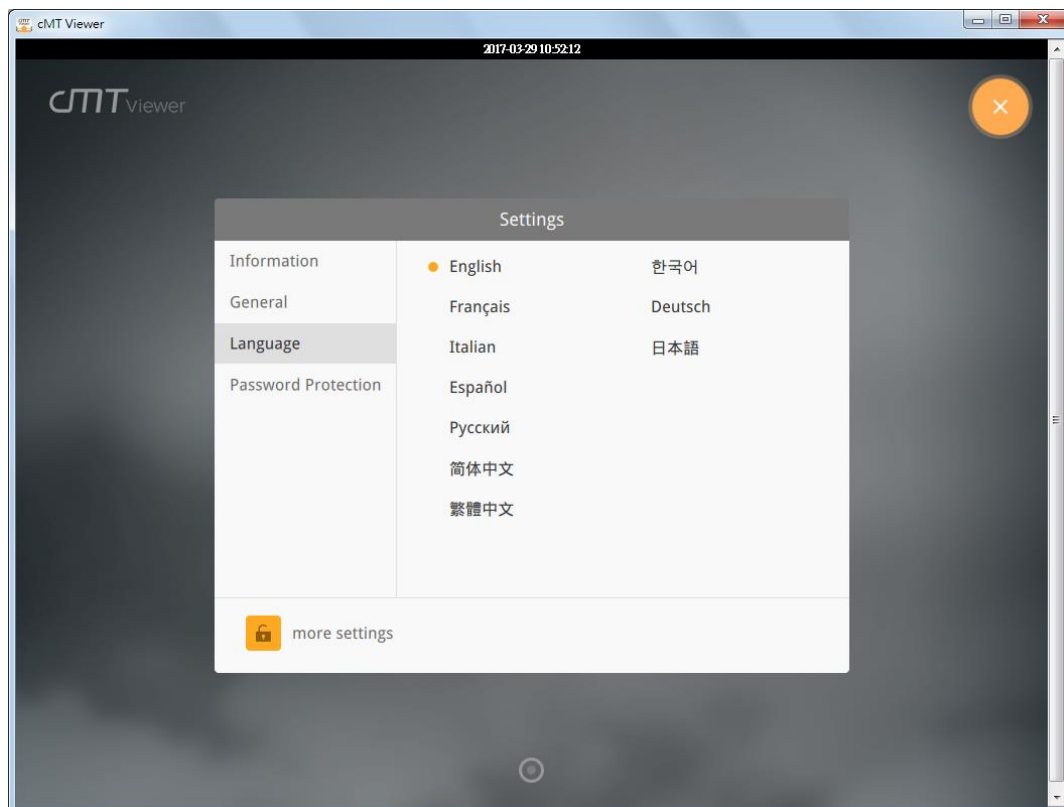 cMT Viewer
2017-03-29 10:52:12
cMT Viewer
Settings
Information
General
Language
Password Protection
English
Français
Italian
Español
Русский
简体中文
繁體中文
한국어
Deutsch
日本語
more settings